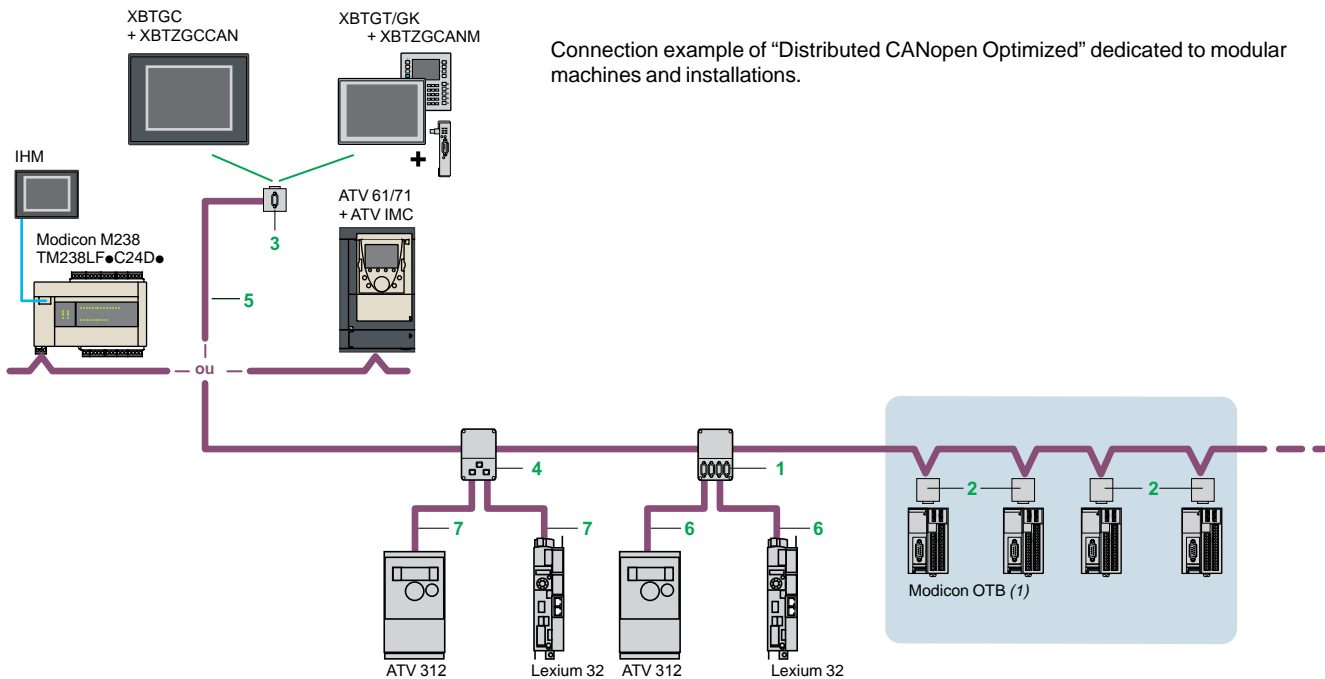 XBTGC
+ XBTZGCCAN
XBTGT/GK
+ XBTZGCANM
Connection example of “Distributed CANopen Optimized” dedicated to modular
machines and installations.
+
IHM
ATV 61/71
+ ATV IMC
3
Modicon M238
TM238LF●C24D●
!!
5
ou
4
1
2
2
7
7
6
6
Modicon OTB (1)
ATV 312
Lexium 32
ATV 312
Lexium 32